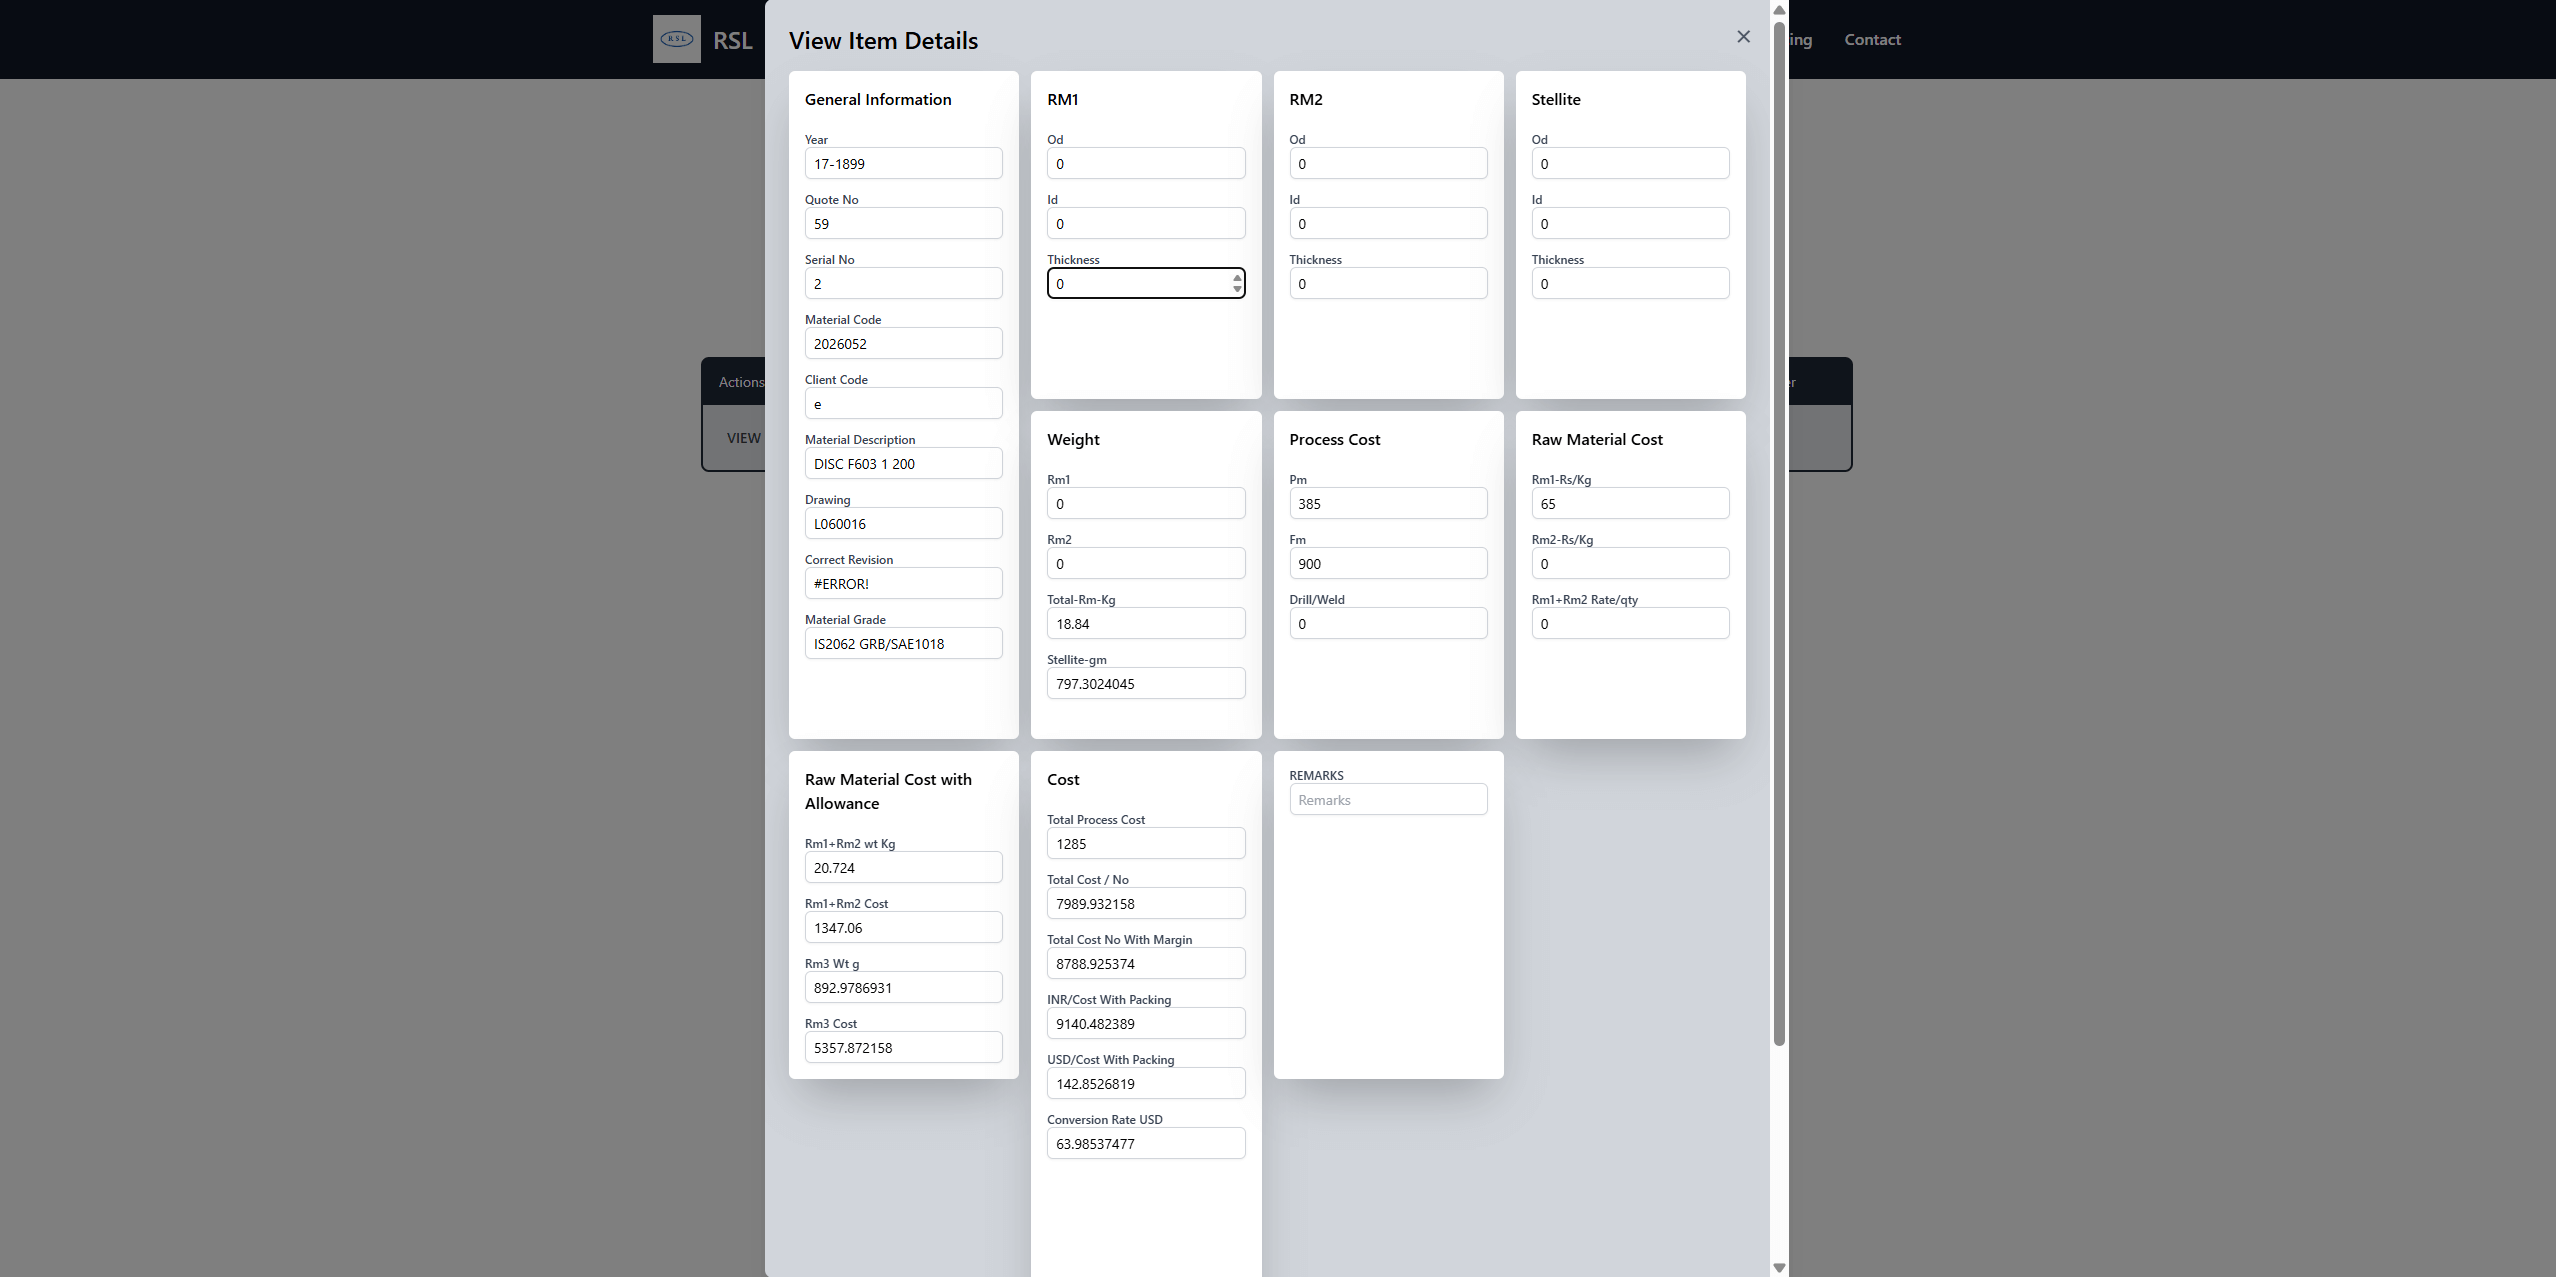 RSL
RSL
View Item Details
Contact
General Information
Year
17-1899
Quote No
59
Serial No
2
Material Code
2026052
Client Code
e
Material Description
DISC F603 1 200
Drawing
L060016
Correct Revision
#ERROR!
Material Grade
IS2062 GRB/SAE1018
RM1
Od
0
Id
0
Thickness
0
RM2
Od
0
Id
0
Thickness
0
Stellite
Od
0
Id
0
Thickness
0
Actions
VIEW
Weight
Rm1
0
Rm2
0
Total-Rm-Kg
18.84
Stellite-gm
797.3024045
Process Cost
Pm
385
Fm
900
Drill/Weld
0
Raw Material Cost
Rm1-Rs/Kg
65
Rm2-Rs/Kg
0
Rm1+Rm2 Rate/qty
0
Raw Material Cost with
Allowance
Rm1+Rm2 wt Kg
20.724
Rm1+Rm2 Cost
1347.06
Rm3 Wt g
892.9786931
Rm3 Cost
5357.872158
Cost
Total Process Cost
1285
Total Cost / No
7989.932158
Total Cost No With Margin
8788.925374
INR/Cost With Packing
9140.482389
USD/Cost With Packing
142.8526819
Conversion Rate USD
63.98537477
REMARKS
Remarks